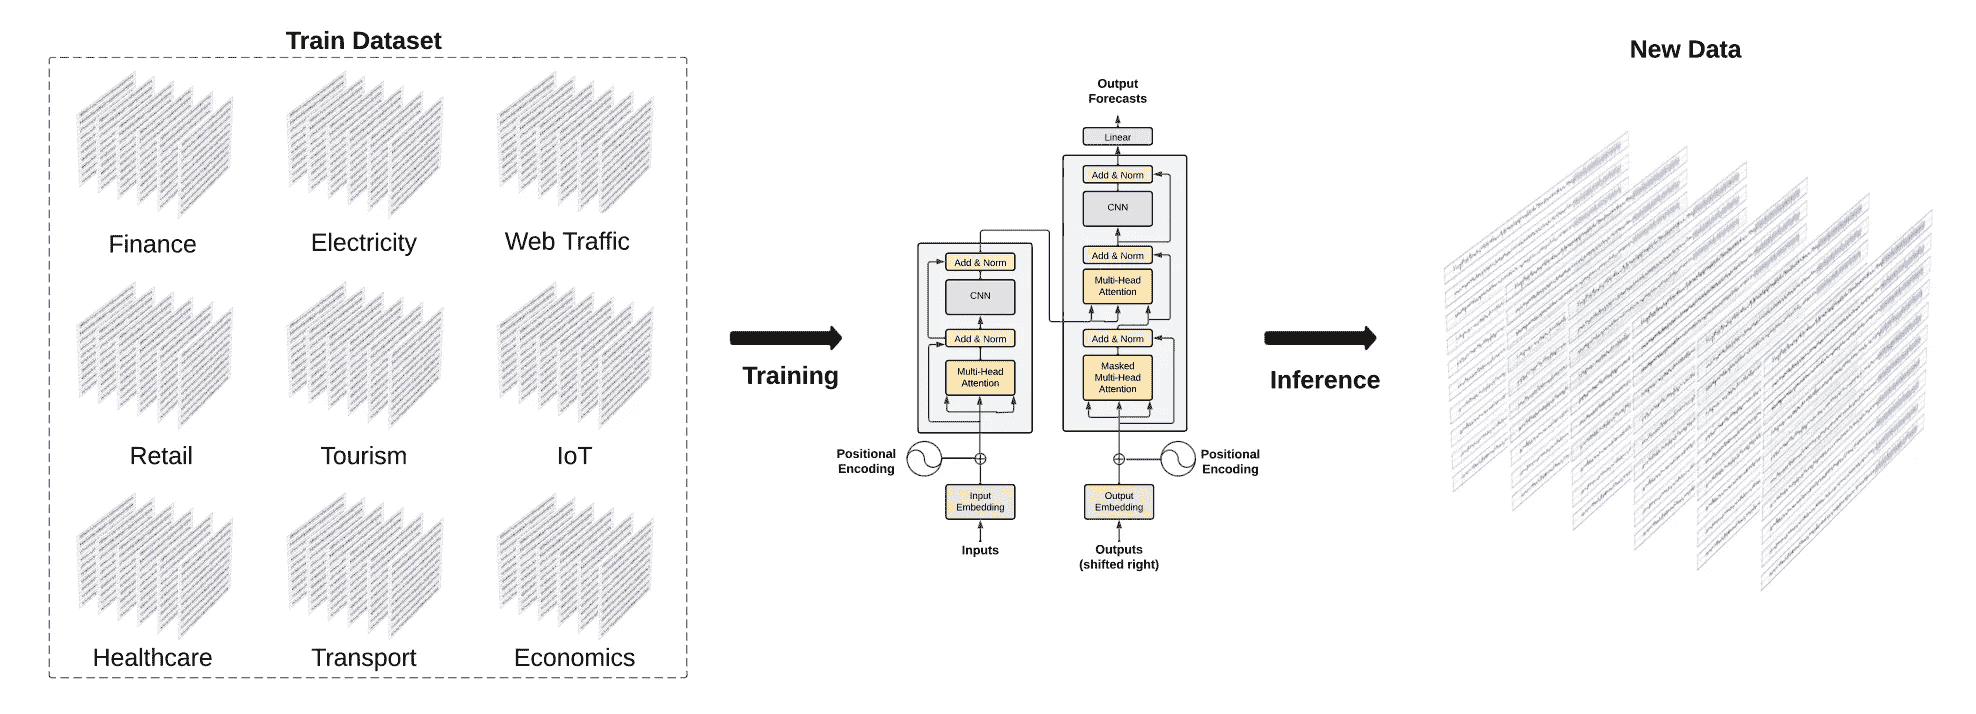 Train Dataset
Finance
Electricity
Web Traffic
Retail
Tourism
IoT
Healthcare
Transport
Economics
Training
Output
Forecasts
Linear
Add & Norm
CNN
Add & Norm
Multi-Head
Attention
Add & Norm
Masked
Multi-Head
Attention
Add & Norm
CNN
Add & Norm
Multi-Head
Attention
Positional
Encoding
Positional
Encoding
Input
Embedding
Output
Embedding
Inputs
Outputs
(shifted right)
Inference
New Data